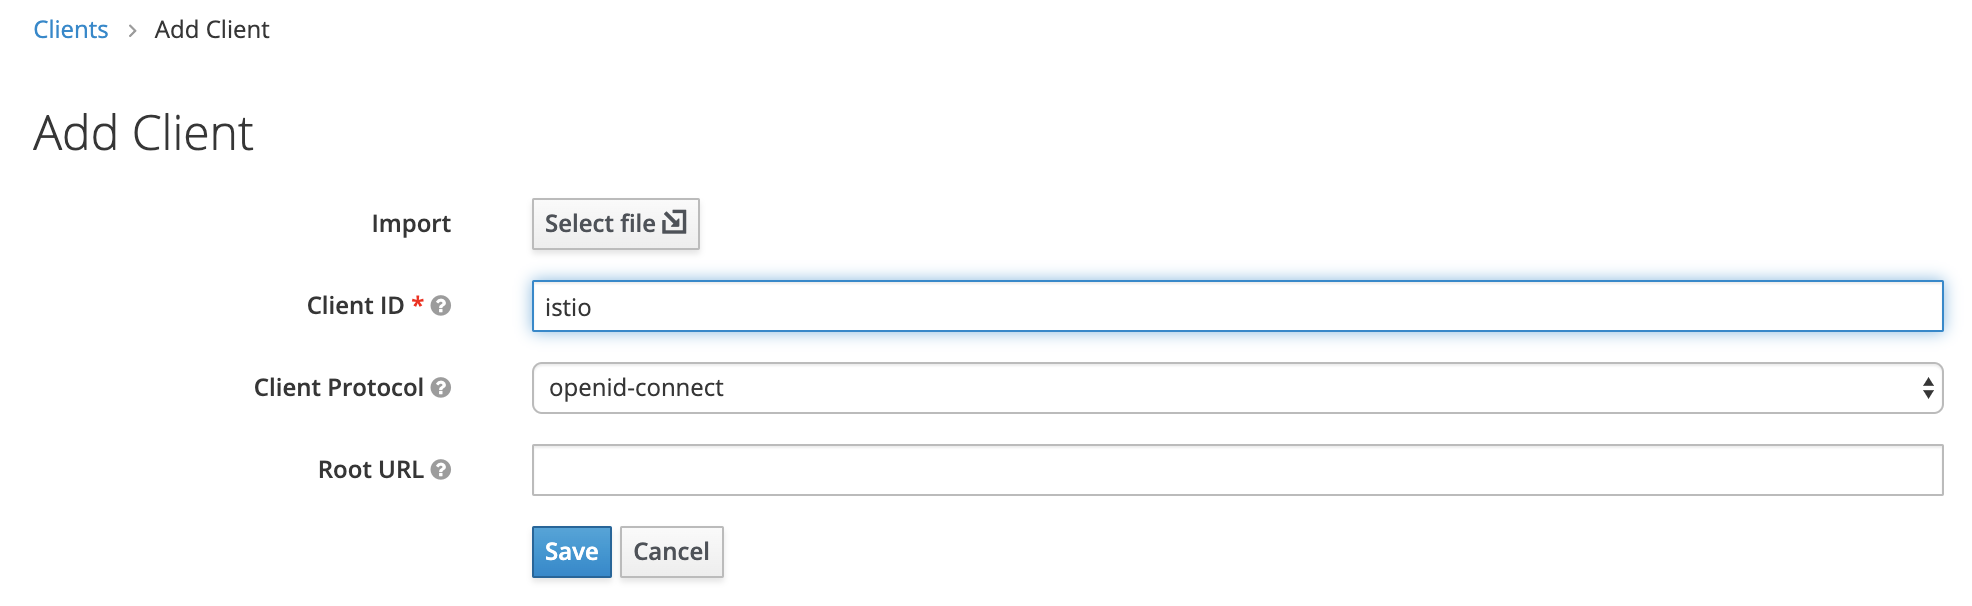 Clients > Add Client
Add Client
Import Select file
Client ID * ? istio
Client Protocol ? openid-connect
Root URL ?
Save Cancel